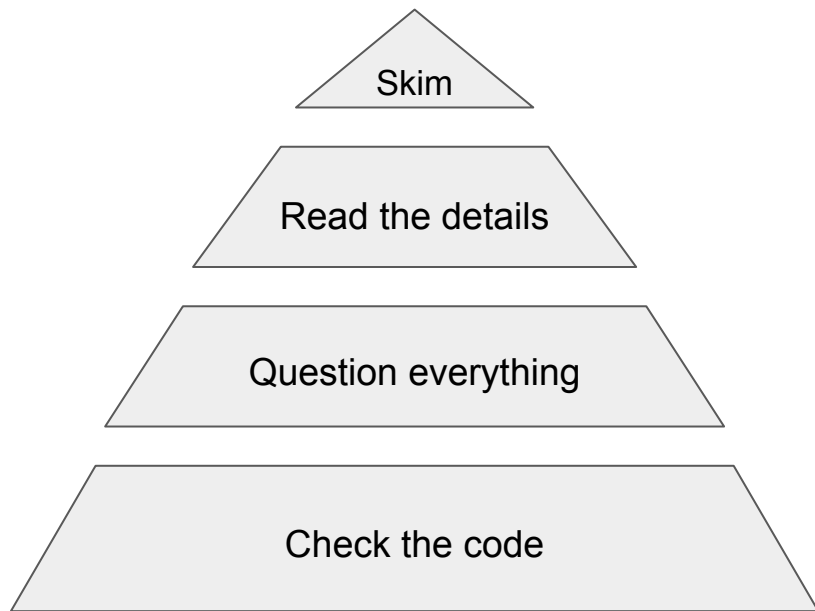 Skim
Read the details
Question everything
Check the code